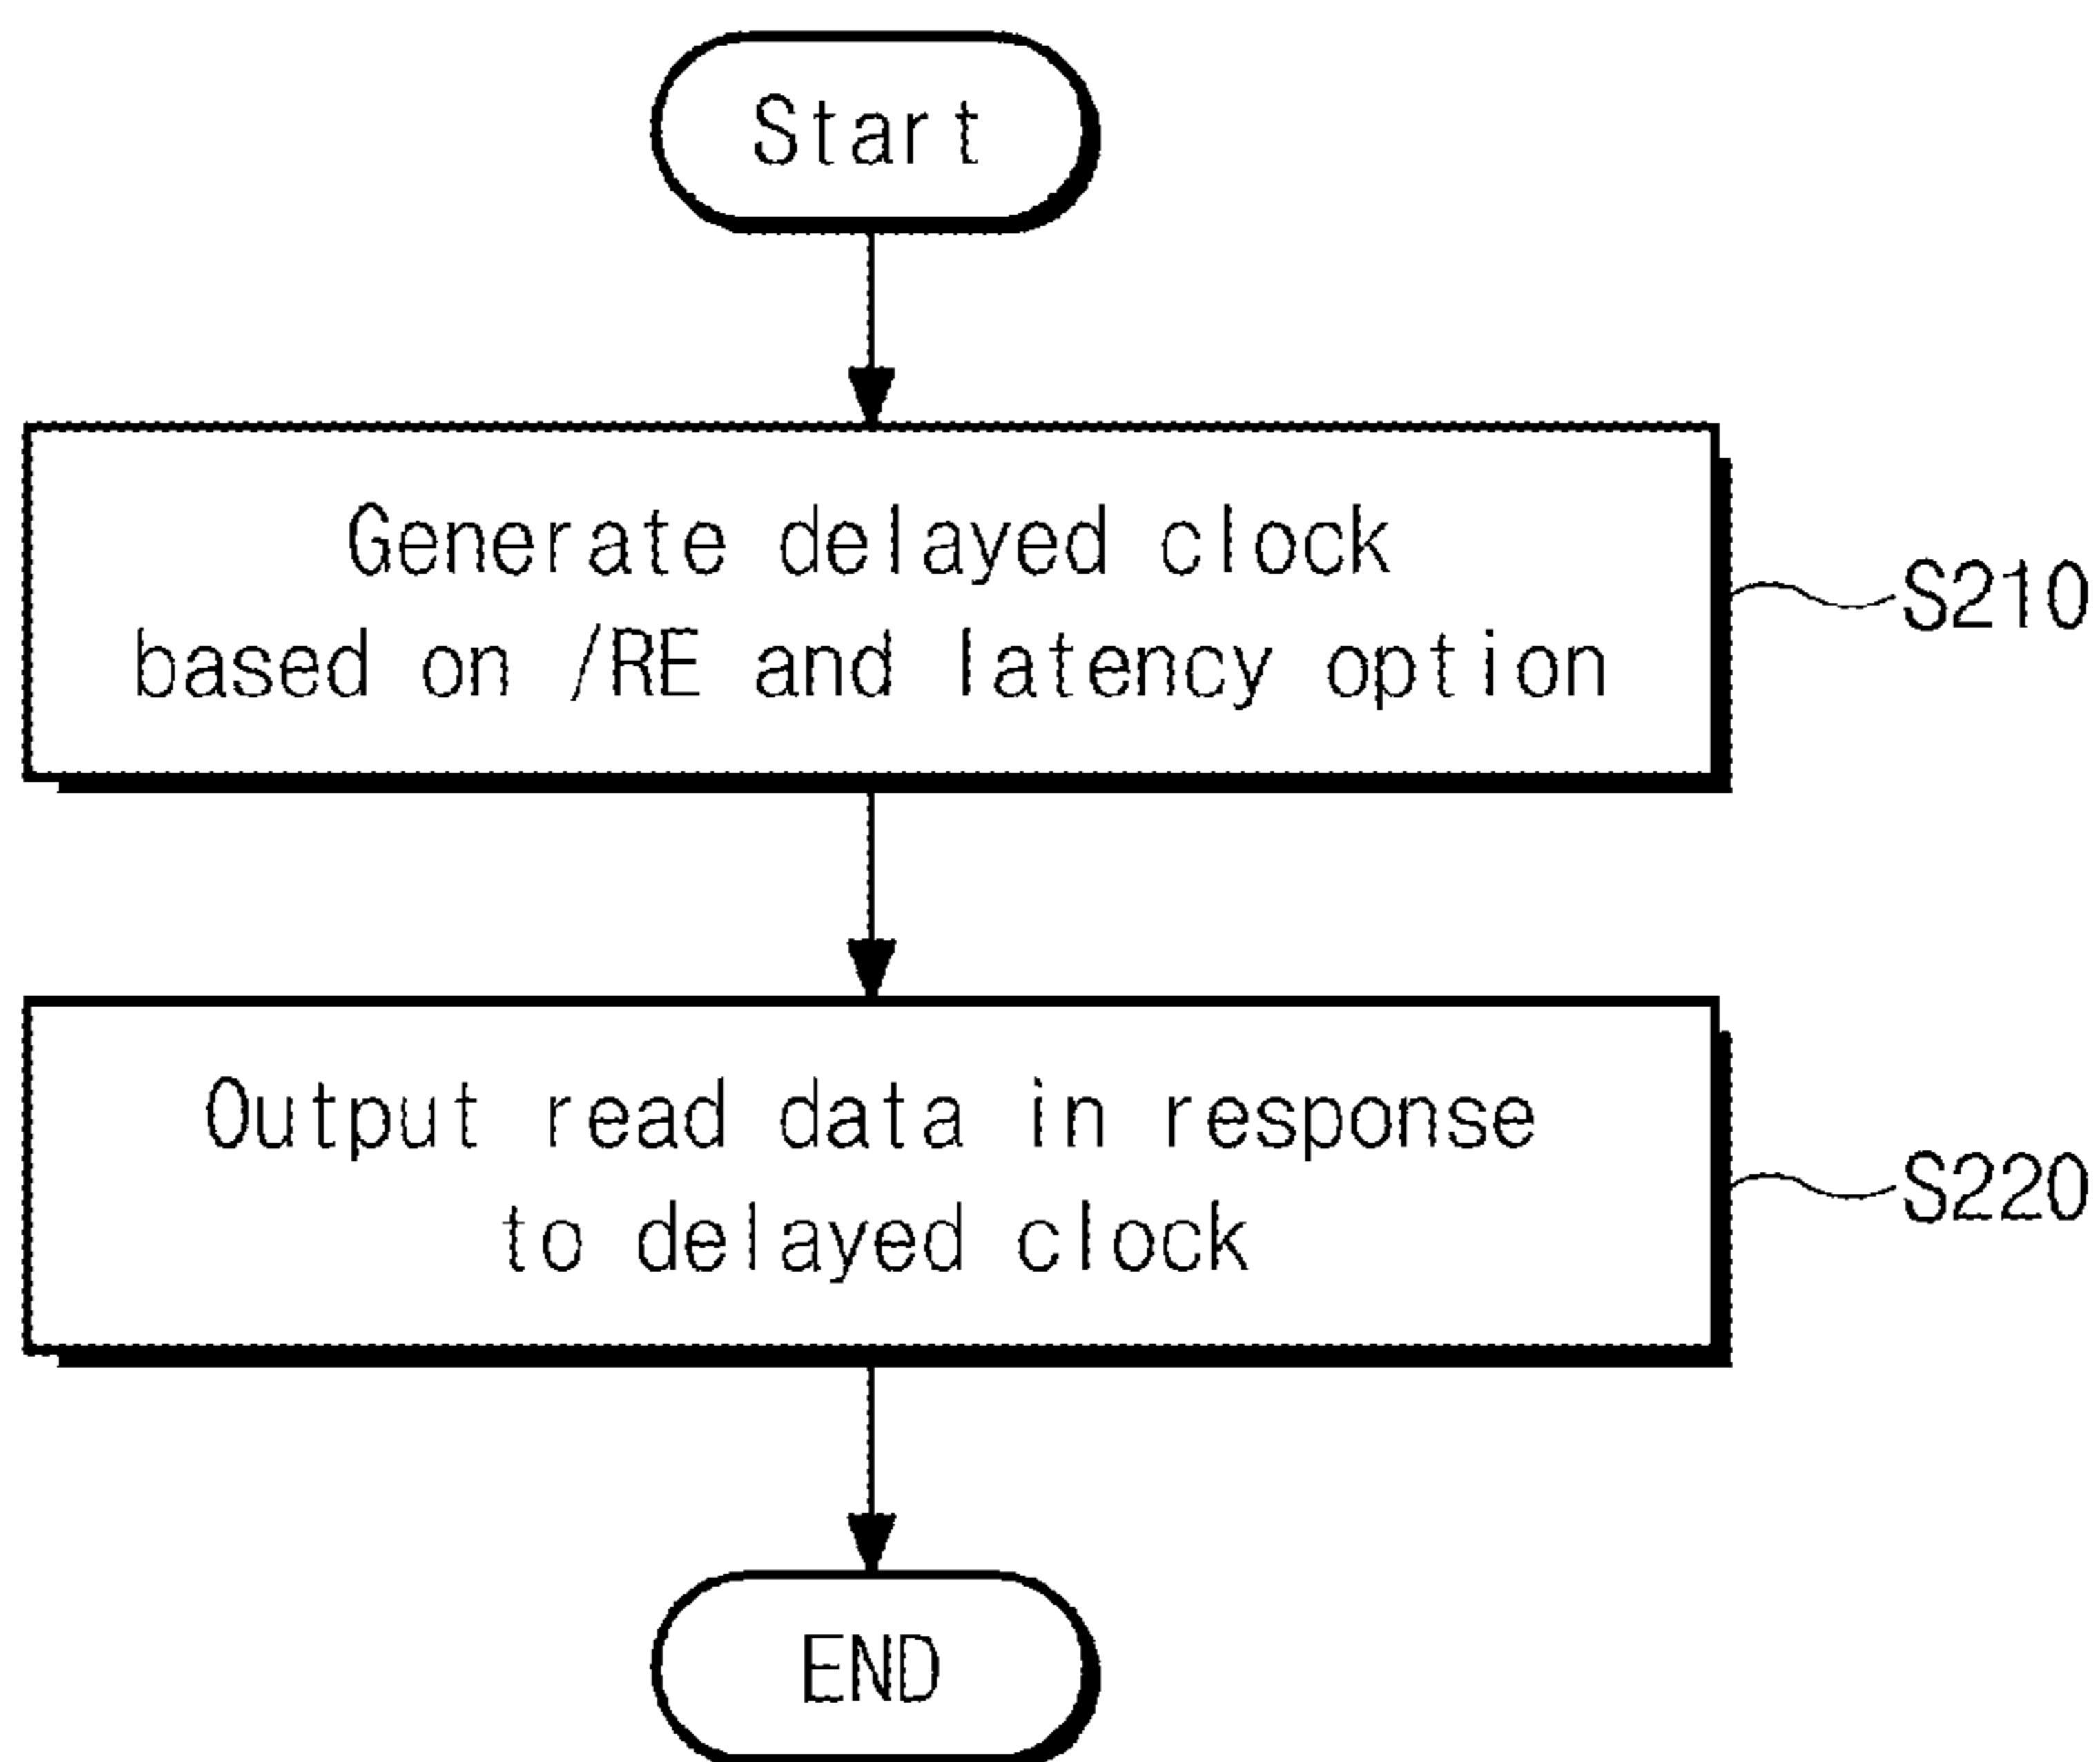 Start
Generate delayed clock
based on /RE and latency option
S210
Output read data in response
to delayed clock
S220
END